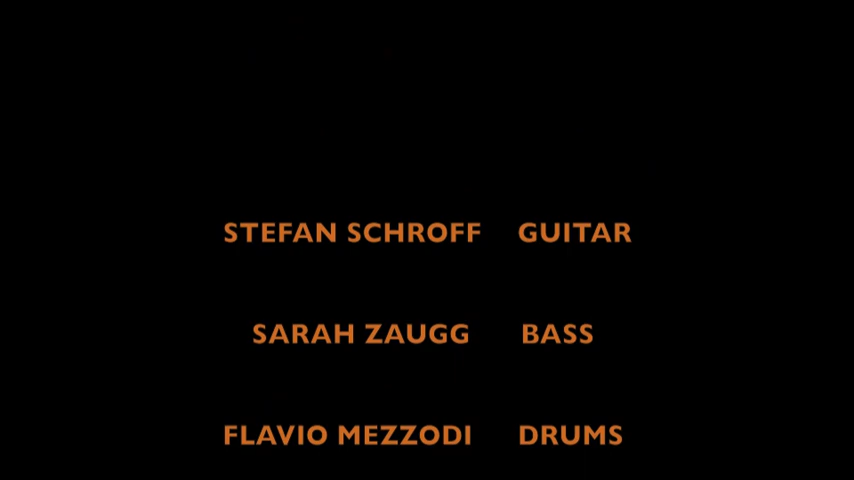 STEFAN SCHROFF GUITAR
SARAH ZAUGG BASS
FLAVIO MEZZODI DRUMS